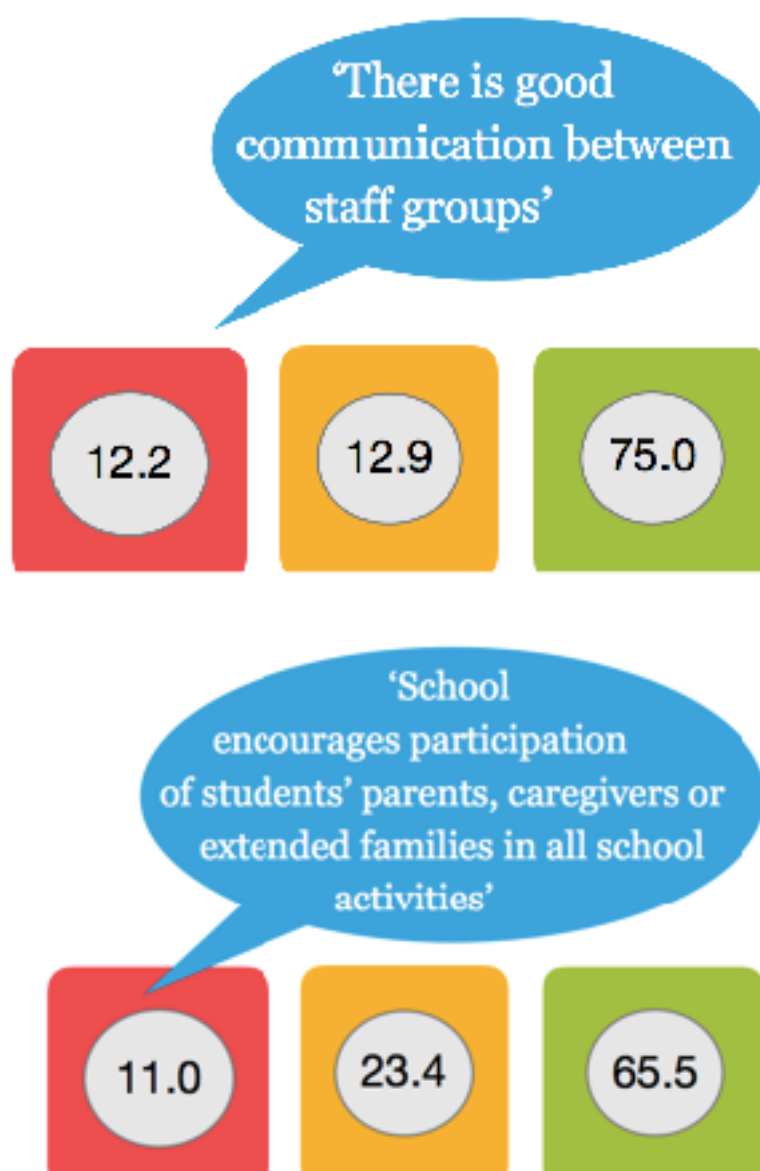 ‘There is good
communication between
staff groups’
12.2 12.9 75.0
‘School
encourages participation
of students’ parents, caregivers or
extended families in all school
activities’
11.0 23.4 65.5